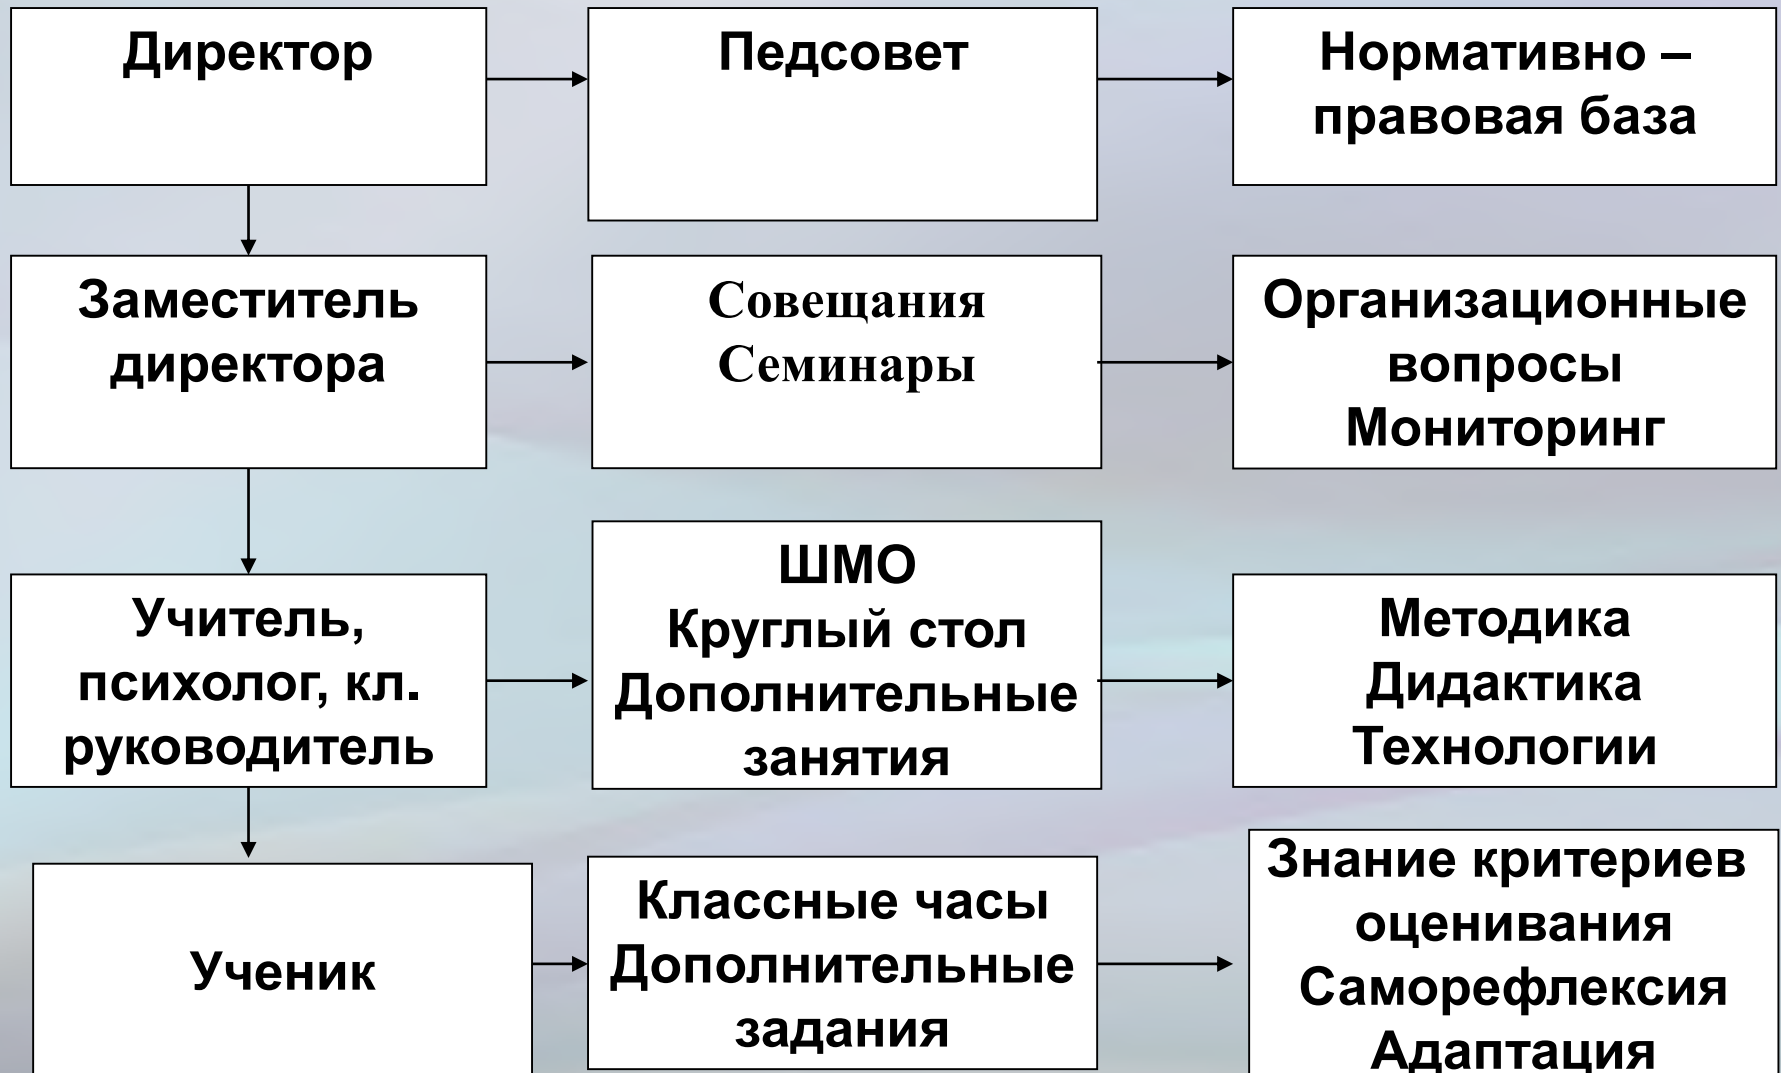 Директор
Педсовет
Нормативно –
правовая база
Заместитель
директора
Совещания
Семинары
Организационные
вопросы
Мониторинг
Учитель,
психолог, кл.
руководитель
ШМО
Круглый стол
Дополнительные
занятия
Методика
Дидактика
Технологии
Ученик
Классные часы
Дополнительные
задания
Знание критериев
оценивания
Саморефлексия
Адаптация